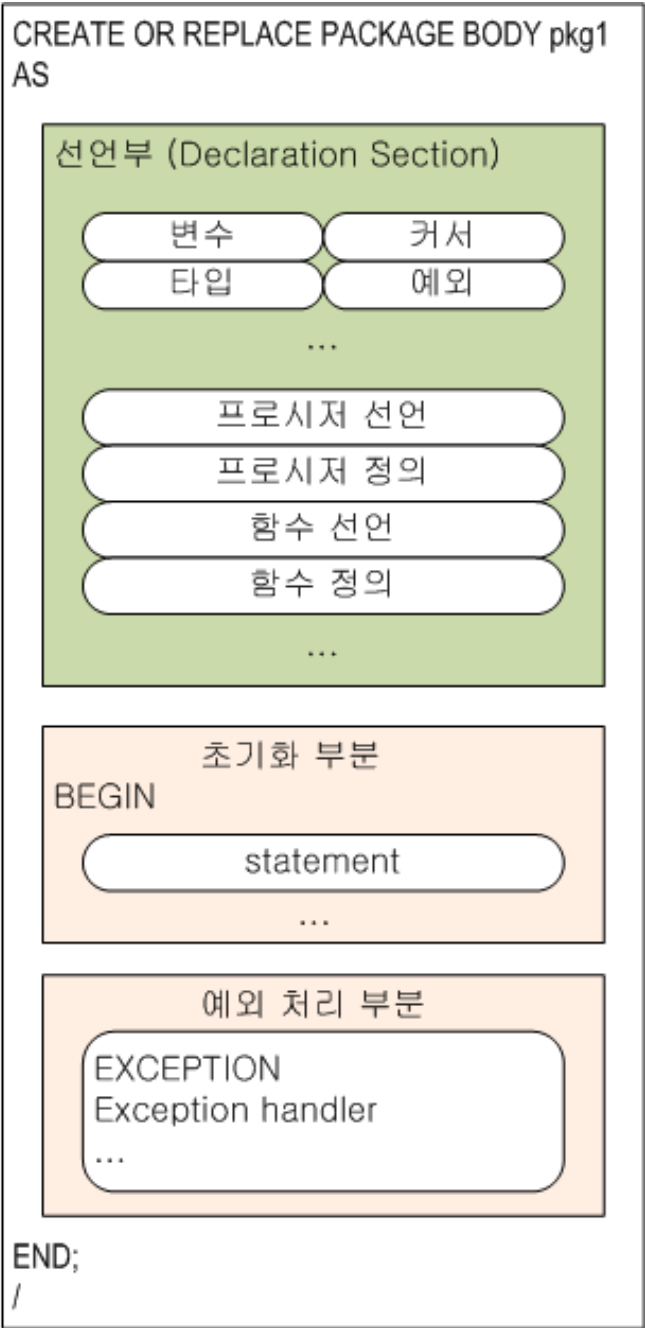 CREATE OR REPLACE PACKAGE BODY pkg1
AS
선언부 (Declaration Section)
변수 커서
타입 예외
...
프로시저 선언
프로시저 정의
함수 선언
함수 정의
...
초기화 부분
BEGIN
statement
...
예외 처리 부분
EXCEPTION
Exception handler
...
END;
/